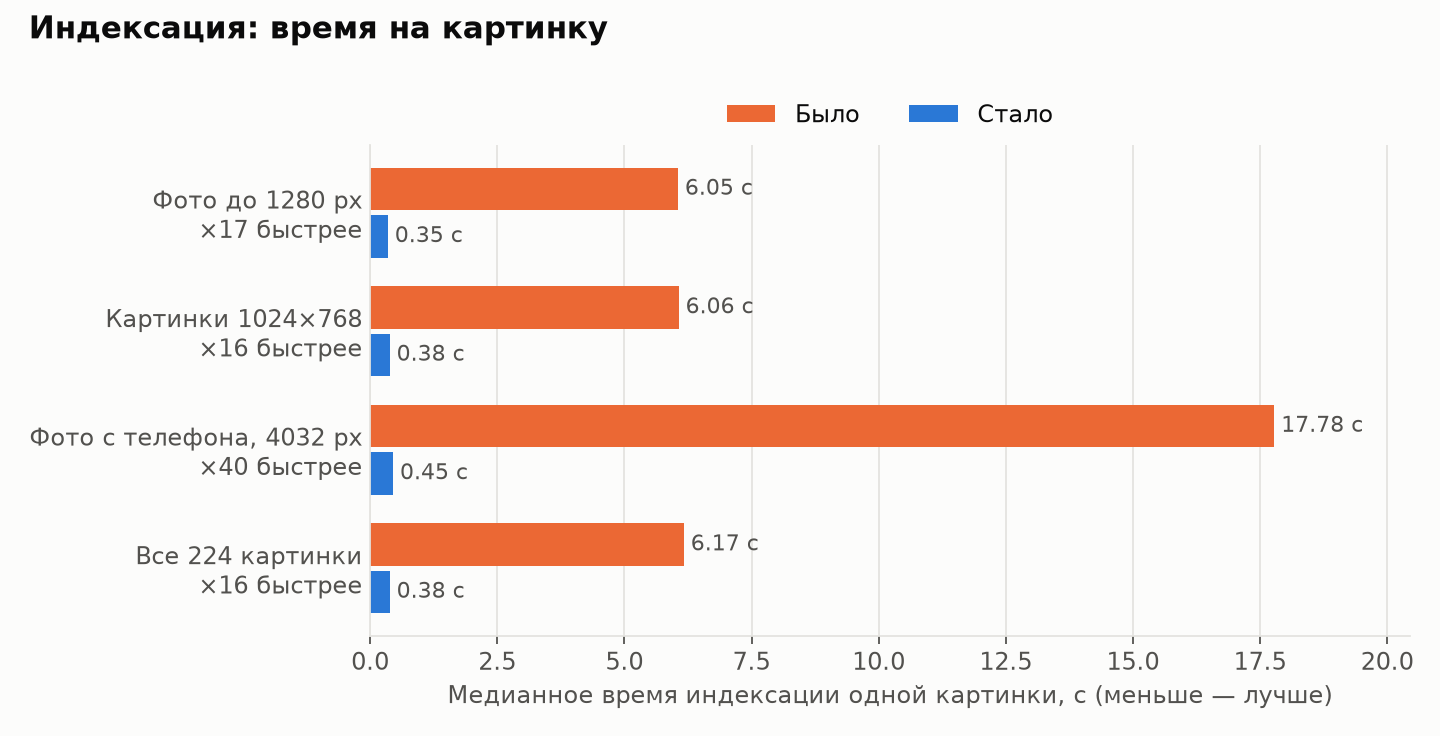 Индексация: время на картинку
Было
Стало
Фото до 1280 px
×17 быстрее
6.05 с
0.35 с
Картинки 1024×768
×16 быстрее
6.06 с
0.38 с
Фото с телефона, 4032 px
×40 быстрее
17.78 с
0.45 с
Все 224 картинки
×16 быстрее
6.17 с
0.38 с
0.0 2.5 5.0 7.5 10.0 12.5 15.0 17.5 20.0
Медианное время индексации одной картинки, с (меньше — лучше)